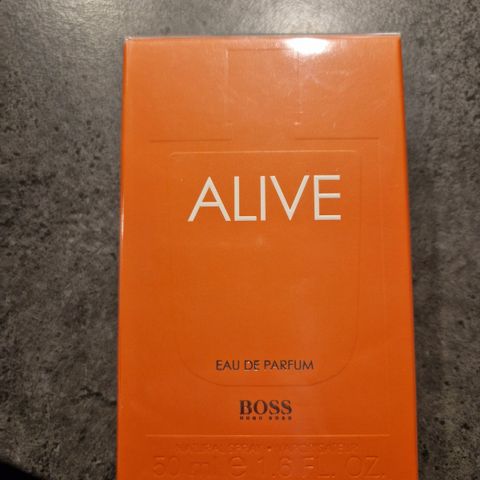 ALIVE
EAU DE PARFUM
BOSS
HUGO BOSS
NATURAL SPRAY • VAPORISATEUR
50 ml e 1.6 FL. OZ.